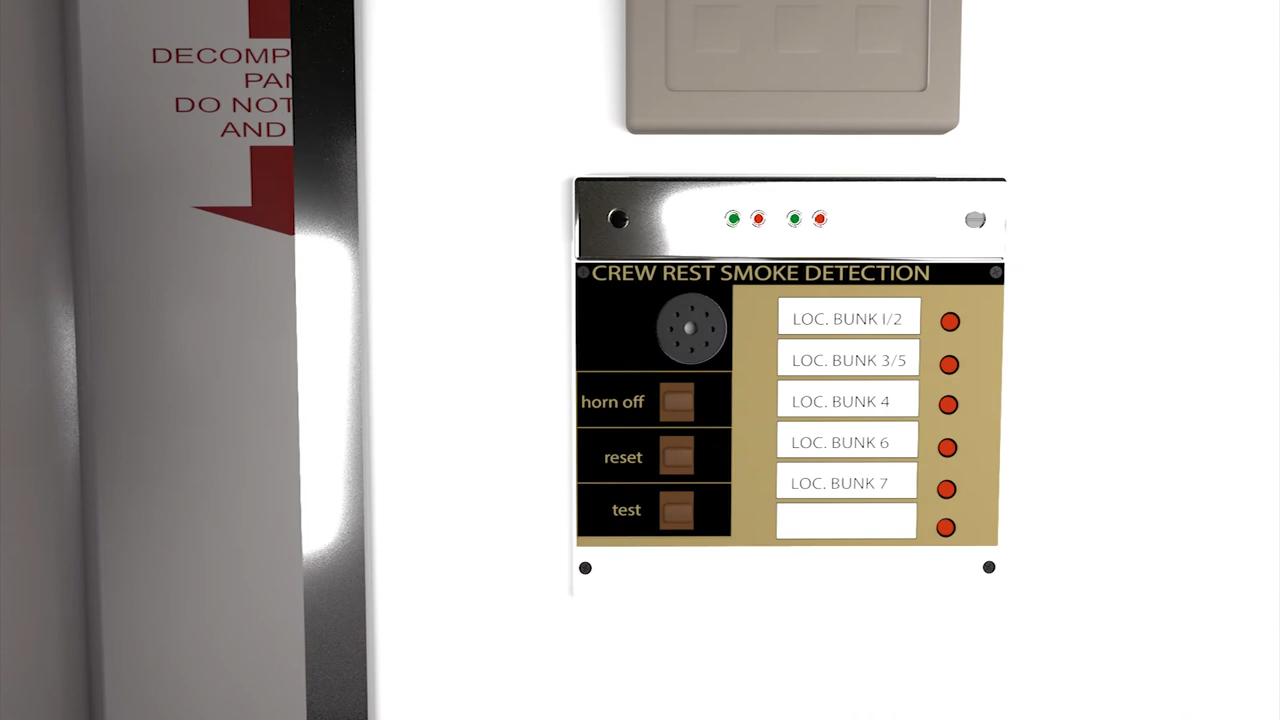 DECOMP
PAN
DO NOT
AND
CREW REST SMOKE DETECTION
LOC. BUNK 1/2
LOC. BUNK 3/5
horn off
LOC. BUNK 4
LOC. BUNK 6
reset
LOC. BUNK 7
test